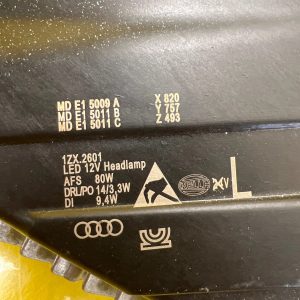 MD E1 5009 A X 820
MD E1 5011 B Y 757
MD E1 5011 C Z 493
1ZX.2601
LED 12V Headlamp
AFS 80W
DRL/PO 14/3,3W
DI 9,4W
V L